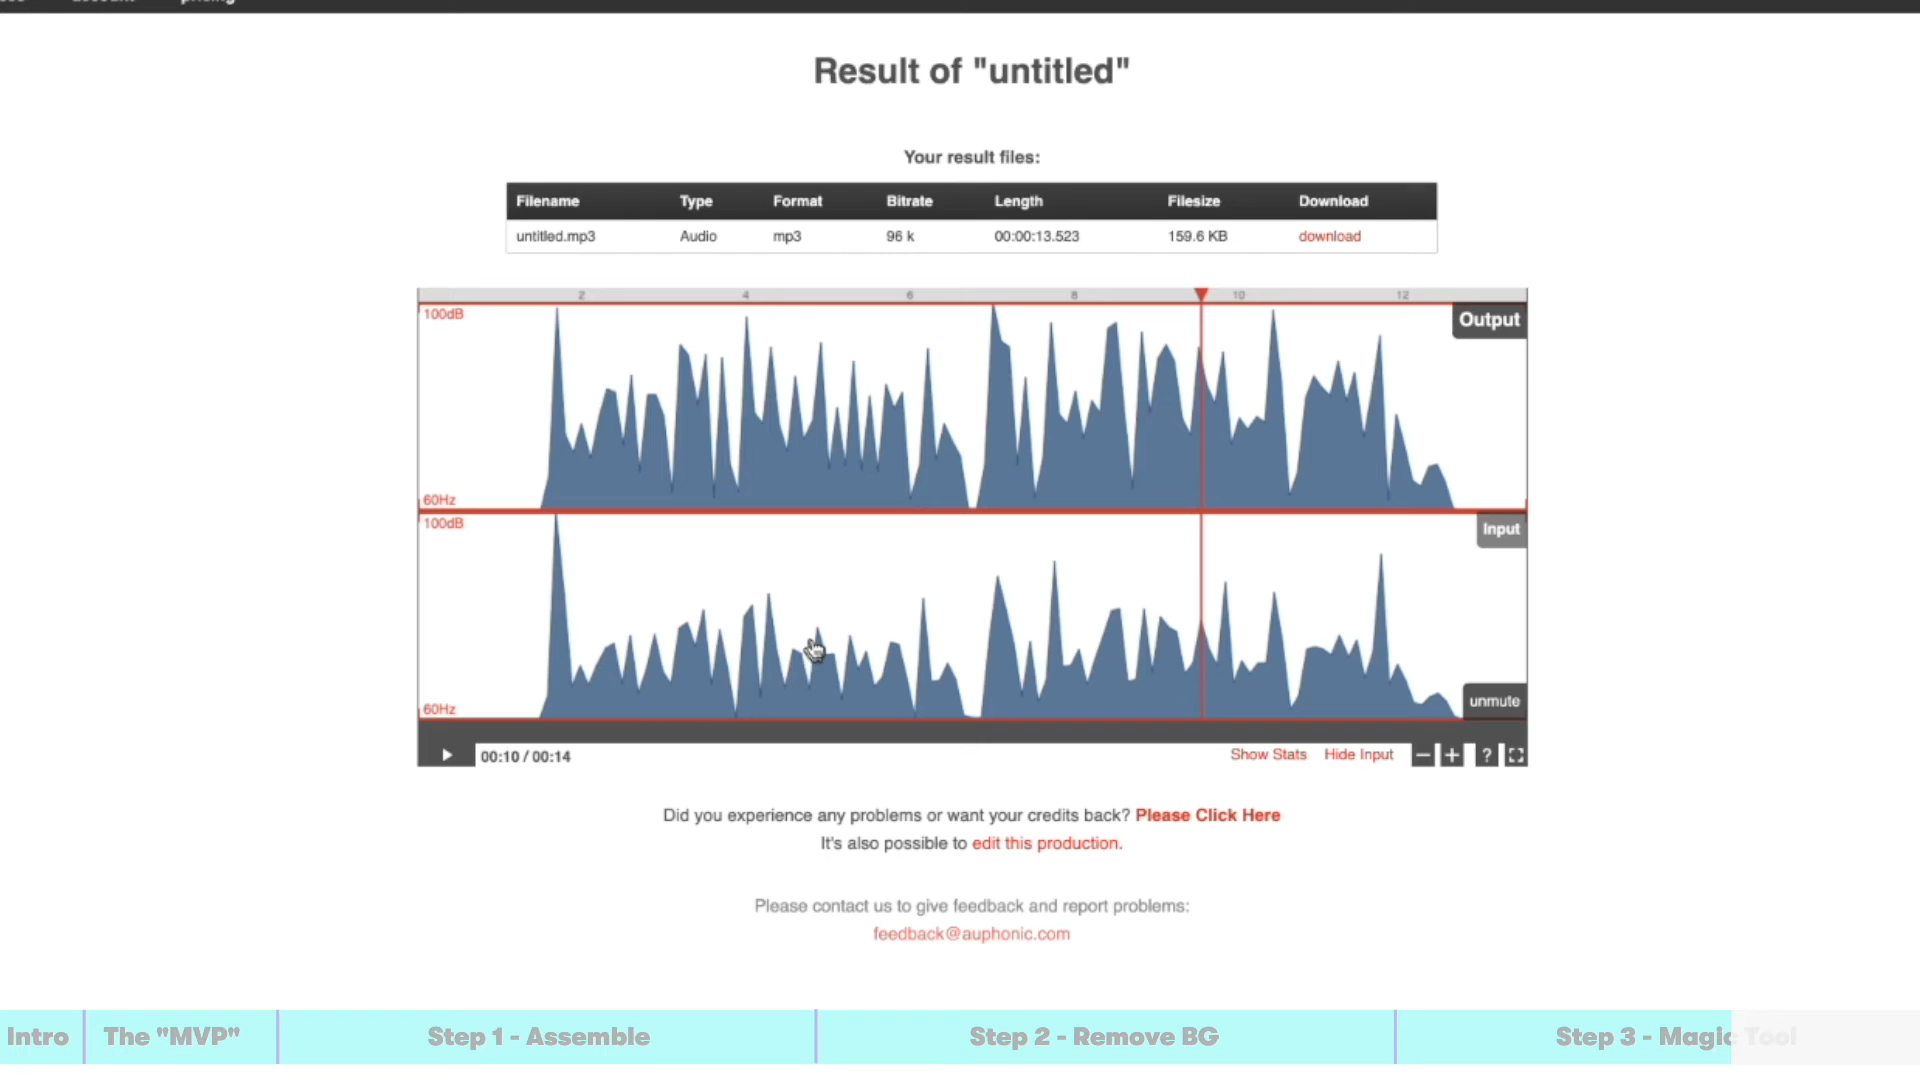 account pricing
Result of "untitled"
Your result files:
Filename Type Format Bitrate Length Filesize Download
untitled.mp3 Audio mp3 96 k 00:00:13.523 159.6 KB download
2 4 6 8 10 12
100dB
Output
60Hz
100dB
Input
60Hz
unmute
00:10 / 00:14 Show Stats Hide Input − + ?
Did you experience any problems or want your credits back? Please Click Here
It's also possible to edit this production.
Please contact us to give feedback and report problems:
feedback@auphonic.com
Intro The "MVP" Step 1 - Assemble Step 2 - Remove BG Step 3 - Magic Tool